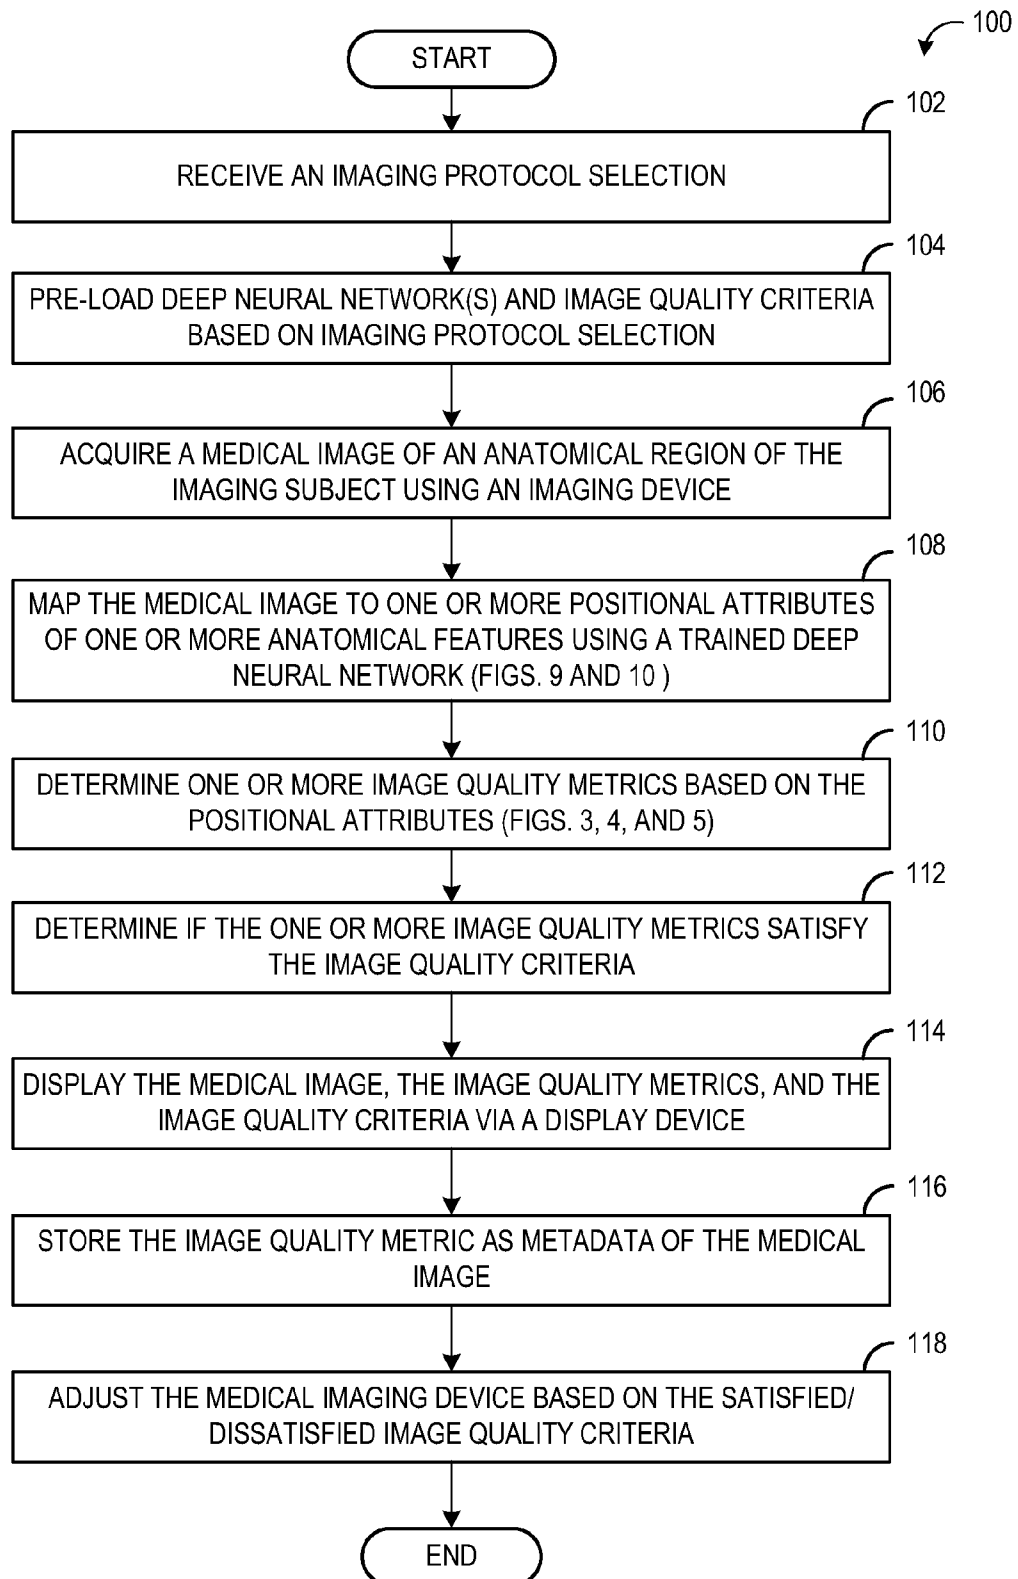 100
START
102
RECEIVE AN IMAGING PROTOCOL SELECTION
104
PRE-LOAD DEEP NEURAL NETWORK(S) AND IMAGE QUALITY CRITERIA
BASED ON IMAGING PROTOCOL SELECTION
106
ACQUIRE A MEDICAL IMAGE OF AN ANATOMICAL REGION OF THE
IMAGING SUBJECT USING AN IMAGING DEVICE
108
MAP THE MEDICAL IMAGE TO ONE OR MORE POSITIONAL ATTRIBUTES
OF ONE OR MORE ANATOMICAL FEATURES USING A TRAINED DEEP
NEURAL NETWORK (FIGS. 9 AND 10 )
110
DETERMINE ONE OR MORE IMAGE QUALITY METRICS BASED ON THE
POSITIONAL ATTRIBUTES (FIGS. 3, 4, AND 5)
112
DETERMINE IF THE ONE OR MORE IMAGE QUALITY METRICS SATISFY
THE IMAGE QUALITY CRITERIA
114
DISPLAY THE MEDICAL IMAGE, THE IMAGE QUALITY METRICS, AND THE
IMAGE QUALITY CRITERIA VIA A DISPLAY DEVICE
116
STORE THE IMAGE QUALITY METRIC AS METADATA OF THE MEDICAL
IMAGE
118
ADJUST THE MEDICAL IMAGING DEVICE BASED ON THE SATISFIED/
DISSATISFIED IMAGE QUALITY CRITERIA
END